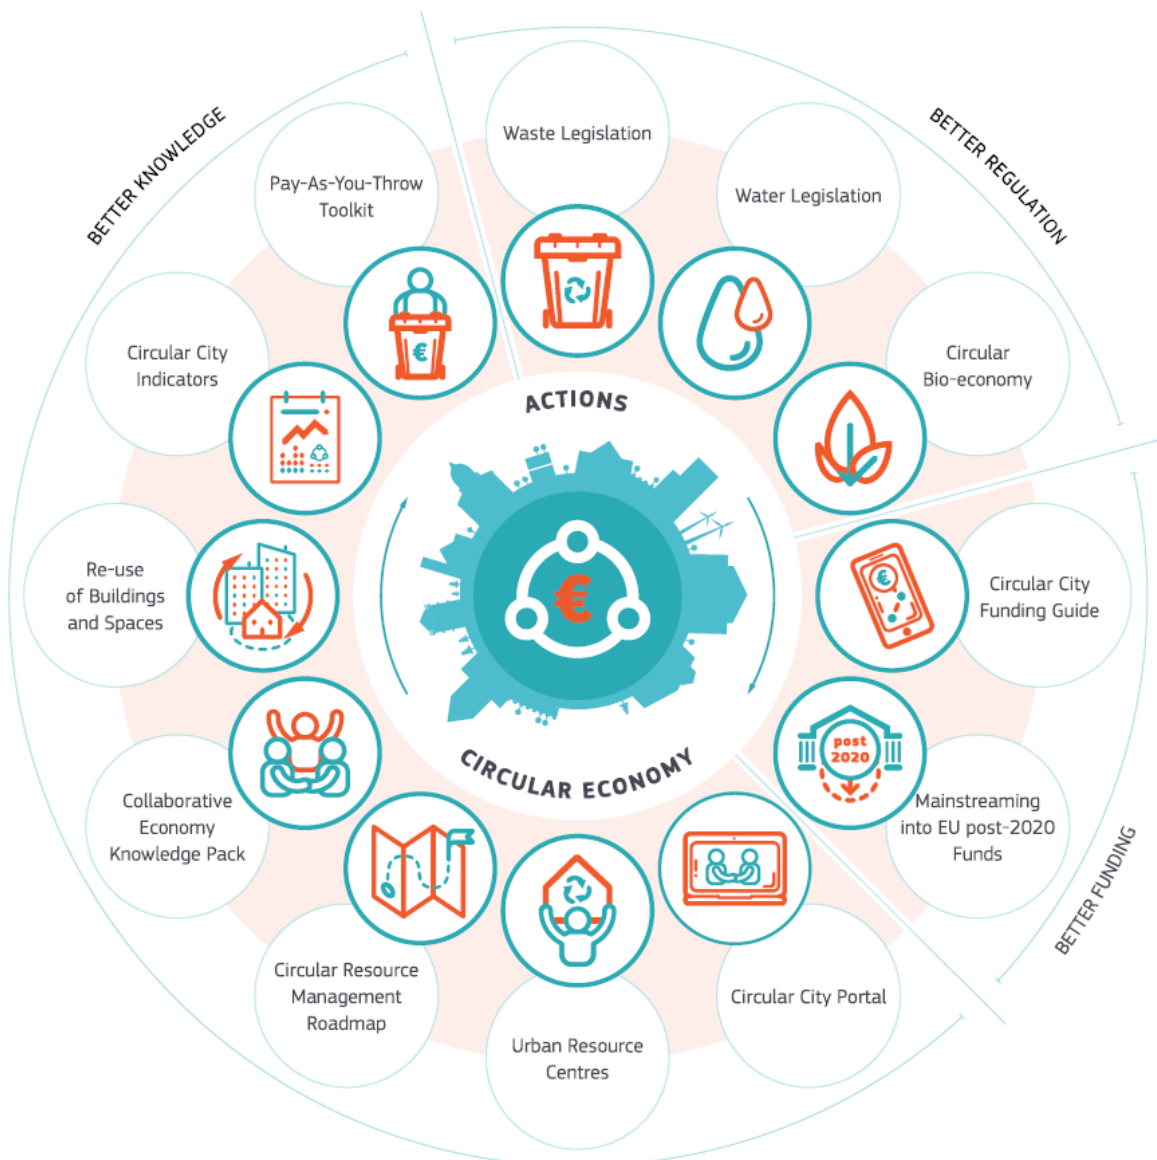 BETTER KNOWLEDGE
BETTER REGULATION
BETTER FUNDING
Waste Legislation
Water Legislation
Circular
Bio-economy
Circular City
Funding Guide
Mainstreaming
into EU post-2020
Funds
Circular City Portal
Urban Resource
Centres
Circular Resource
Management
Roadmap
Collaborative
Economy
Knowledge Pack
Re-use
of Buildings
and Spaces
Circular City
Indicators
Pay-As-You-Throw
Toolkit
€
€
post
2020
ACTIONS
€
CIRCULAR ECONOMY